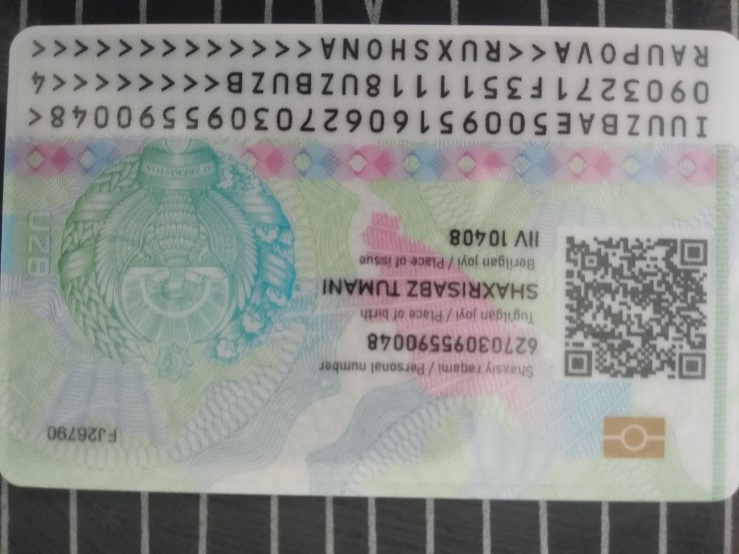 FJ26790
Shaxsiy raqami / Personal number
62703095590048
Tug'ilgan joyi / Place of birth
SHAXRISABZ TUMANI
Berilgan joyi / Place of issue
IIV 10408
UZB
IUUZBAE5009516062703095590048<
0903271F3511118UZBUZB<<<<<<<4
RAUPOVA<<RUXSHONA<<<<<<<<<<<<<